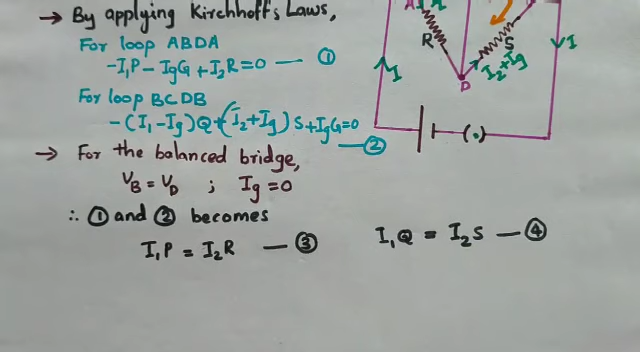 → By applying Kirchhoff's Laws,
For loop ABDA
-I₁P - IgG + I₂R = 0 — ①
For loop BCDB
-(I₁-Ig)Q + (I₂+Ig)S + IgG = 0 — ②
→ For the balanced bridge,
V_B = V_D ; Ig = 0
∴ ① and ② becomes
I₁P = I₂R — ③
I₁Q = I₂S — ④
A
R
S
I₂+Ig
D
I
I
(.)